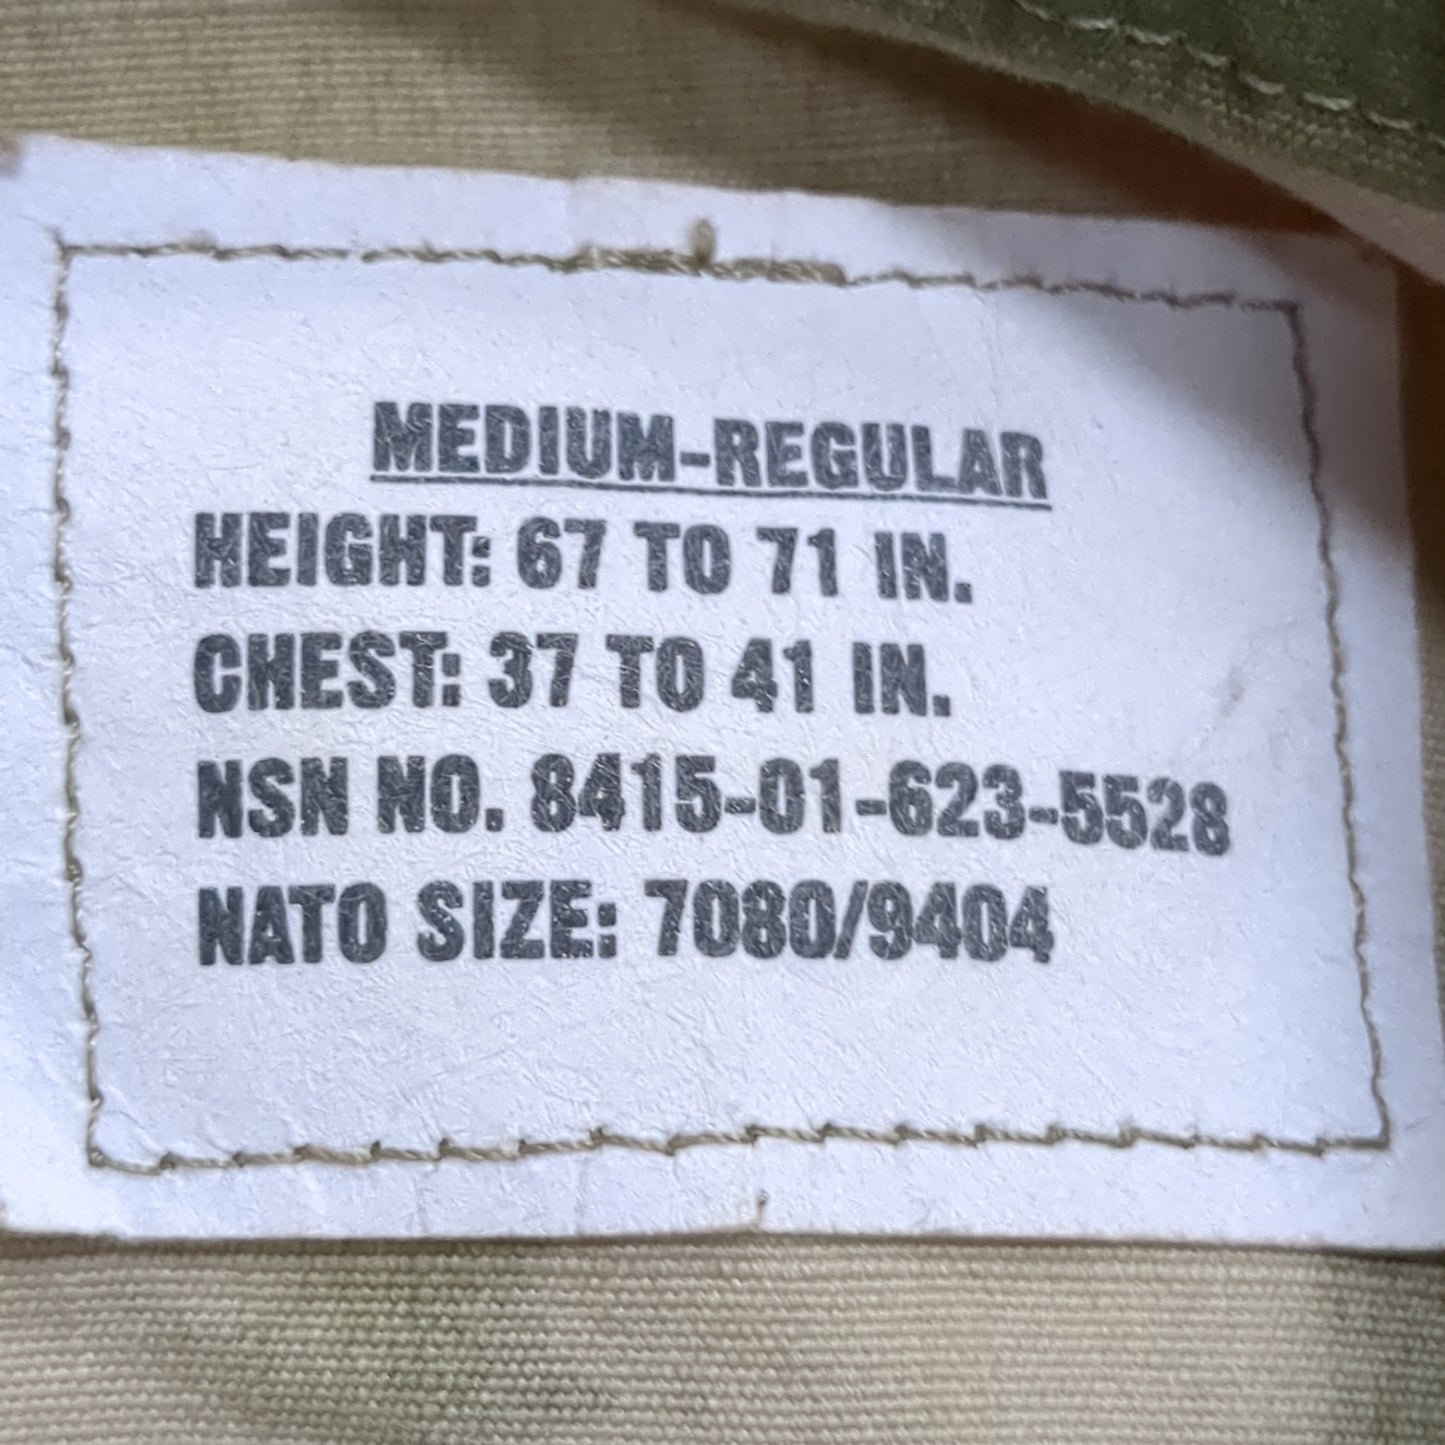 MEDIUM-REGULAR
HEIGHT: 67 TO 71 IN.
CHEST: 37 TO 41 IN.
NSN NO. 8415-01-623-5528
NATO SIZE: 7080/9404